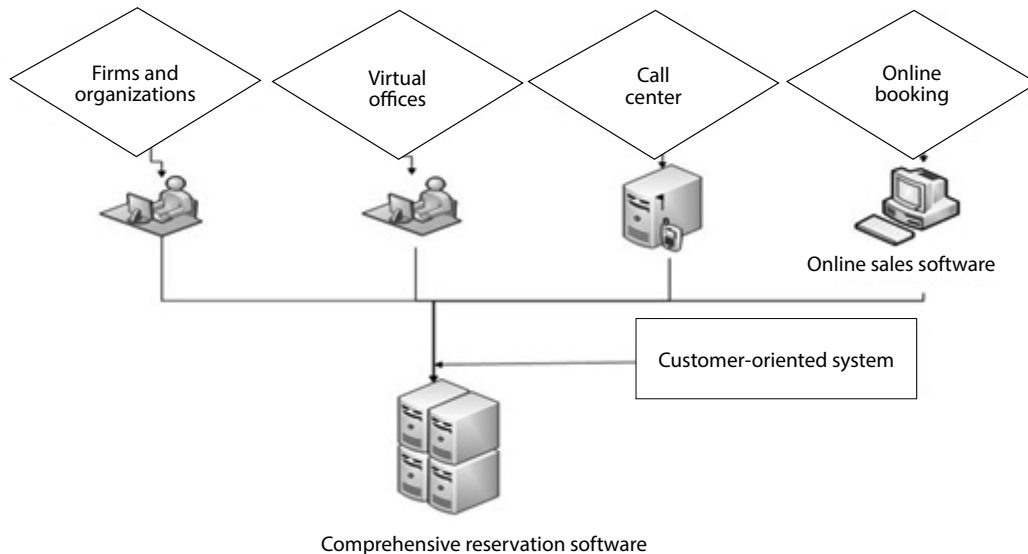 Firms and
organizations
Virtual
offices
Call
center
Online
booking
Online sales software
Customer-oriented system
Comprehensive reservation software